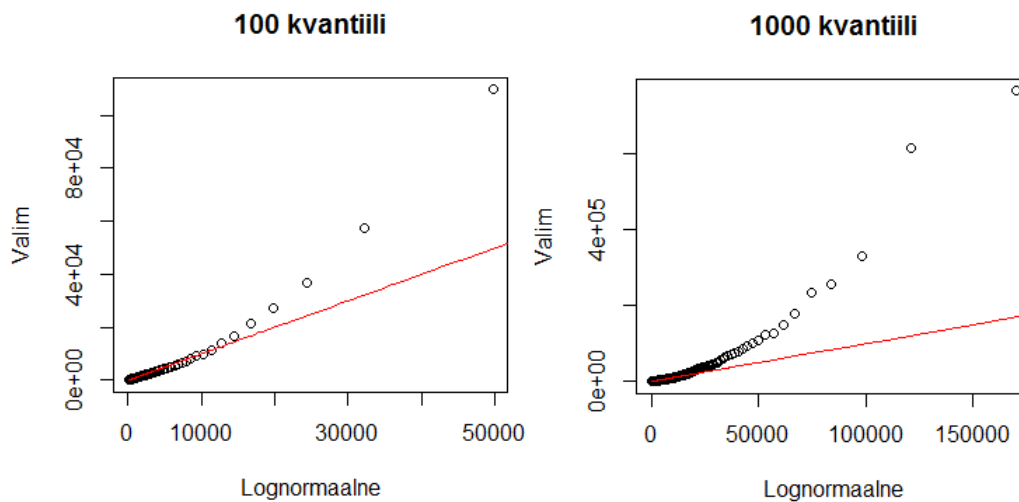 100 kvantiili
Valim
8e+04
4e+04
0e+00
0 10000 30000 50000
Lognormaalne
1000 kvantiili
Valim
4e+05
0e+00
0 50000 100000 150000
Lognormaalne